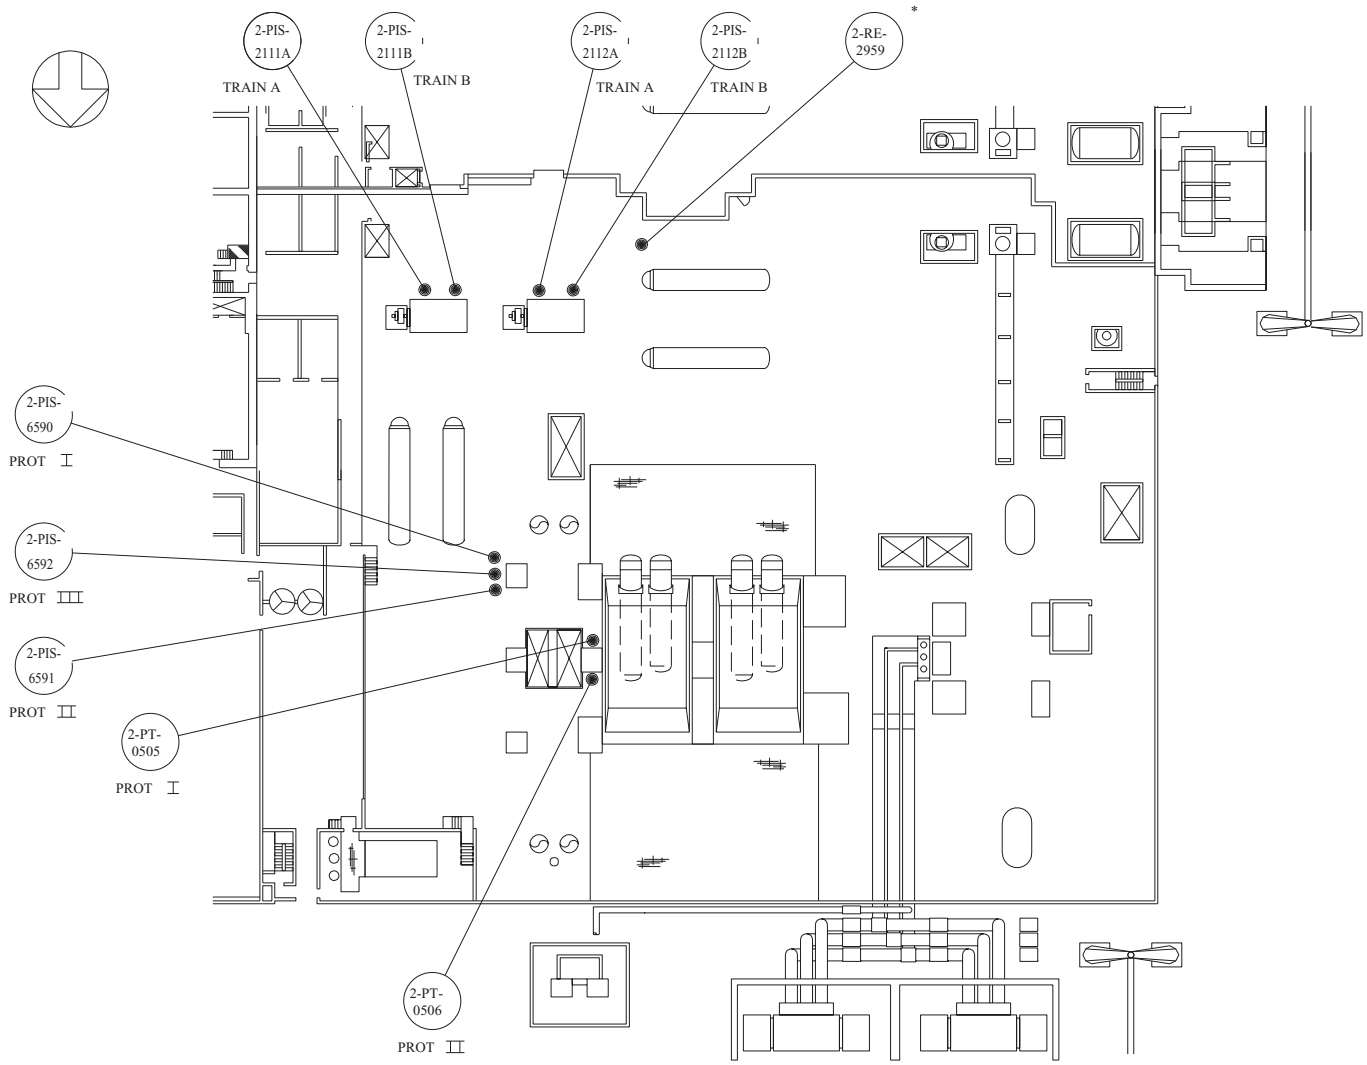 *
2-PIS-
2111A
TRAIN A
2-PIS-
2111B
TRAIN B
2-PIS-
2112A
TRAIN A
2-PIS-
2112B
TRAIN B
2-RE-
2959
2-PIS-
6590
PROT I
2-PIS-
6592
PROT III
2-PIS-
6591
PROT II
2-PT-
0505
PROT I
2-PT-
0506
PROT II